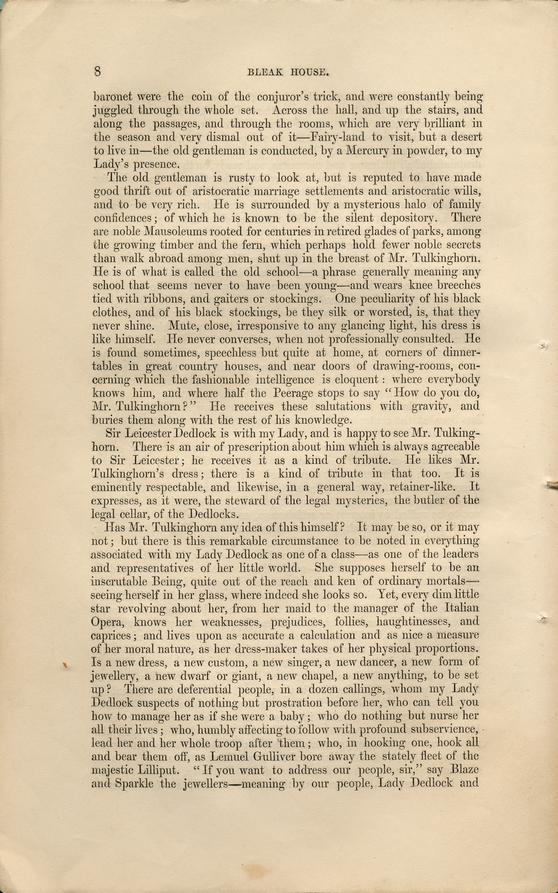 8 BLEAK HOUSE.
baronet were the coin of the conjuror's trick, and were constantly being
juggled through the whole set. Across the hall, and up the stairs, and
along the passages, and through the rooms, which are very brilliant in
the season and very dismal out of it—Fairy-land to visit, but a desert
to live in—the old gentleman is conducted, by a Mercury in powder, to my
Lady's presence.
The old gentleman is rusty to look at, but is reputed to have made
good thrift out of aristocratic marriage settlements and aristocratic wills,
and to be very rich. He is surrounded by a mysterious halo of family
confidences; of which he is known to be the silent depository. There
are noble Mausoleums rooted for centuries in retired glades of parks, among
the growing timber and the fern, which perhaps hold fewer noble secrets
than walk abroad among men, shut up in the breast of Mr. Tulkinghorn.
He is of what is called the old school—a phrase generally meaning any
school that seems never to have been young—and wears knee breeches
tied with ribbons, and gaiters or stockings. One peculiarity of his black
clothes, and of his black stockings, be they silk or worsted, is, that they
never shine. Mute, close, irresponsive to any glancing light, his dress is
like himself. He never converses, when not professionally consulted. He
is found sometimes, speechless but quite at home, at corners of dinner-
tables in great country houses, and near doors of drawing-rooms, con-
cerning which the fashionable intelligence is eloquent: where everybody
knows him, and where half the Peerage stops to say "How do you do,
Mr. Tulkinghorn?" He receives these salutations with gravity, and
buries them along with the rest of his knowledge.
Sir Leicester Dedlock is with my Lady, and is happy to see Mr. Tulking-
horn. There is an air of prescription about him which is always agreeable
to Sir Leicester; he receives it as a kind of tribute. He likes Mr.
Tulkinghorn's dress; there is a kind of tribute in that too. It is
eminently respectable, and likewise, in a general way, retainer-like. It
expresses, as it were, the steward of the legal mysteries, the butler of the
legal cellar, of the Dedlocks.
Has Mr. Tulkinghorn any idea of this himself? It may be so, or it may
not; but there is this remarkable circumstance to be noted in everything
associated with my Lady Dedlock as one of a class—as one of the leaders
and representatives of her little world. She supposes herself to be an
inscrutable Being, quite out of the reach and ken of ordinary mortals—
seeing herself in her glass, where indeed she looks so. Yet, every dim little
star revolving about her, from her maid to the manager of the Italian
Opera, knows her weaknesses, prejudices, follies, haughtinesses, and
caprices; and lives upon as accurate a calculation and as nice a measure
of her moral nature, as her dress-maker takes of her physical proportions.
Is a new dress, a new custom, a new singer, a new dancer, a new form of
jewellery, a new dwarf or giant, a new chapel, a new anything, to be set
up? There are deferential people, in a dozen callings, whom my Lady
Dedlock suspects of nothing but prostration before her, who can tell you
how to manage her as if she were a baby; who do nothing but nurse her
all their lives; who, humbly affecting to follow with profound subservience,
lead her and her whole troop after them; who, in hooking one, hook all
and bear them off, as Lemuel Gulliver bore away the stately fleet of the
majestic Lilliput. "If you want to address our people, sir," say Blaze
and Sparkle the jewellers—meaning by our people, Lady Dedlock and